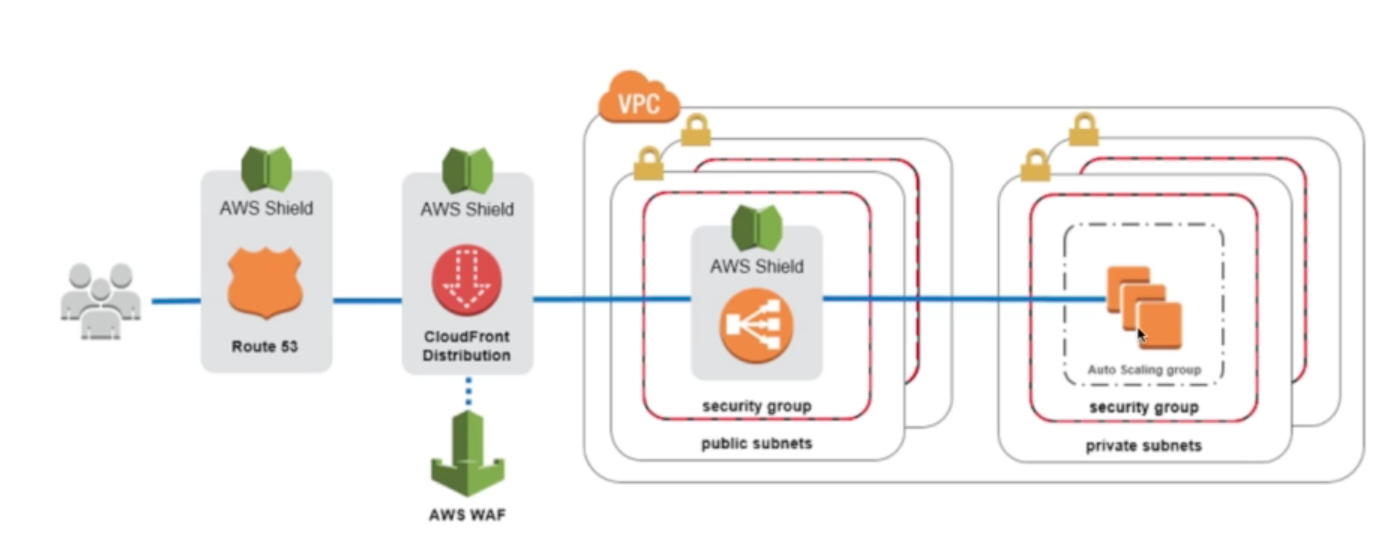 VPC
AWS Shield
Route 53
AWS Shield
CloudFront
Distribution
AWS WAF
AWS Shield
security group
public subnets
Auto Scaling group
security group
private subnets